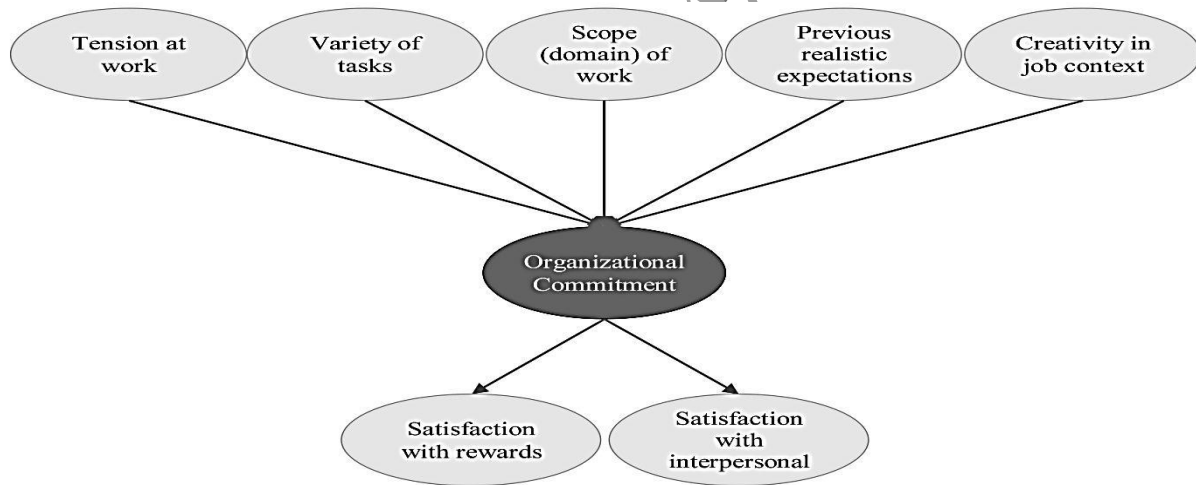 Tension at
work
Variety of
tasks
Scope
(domain) of
work
Previous
realistic
expectations
Creativity in
job context
Organizational
Commitment
Satisfaction
with rewards
Satisfaction
with
interpersonal